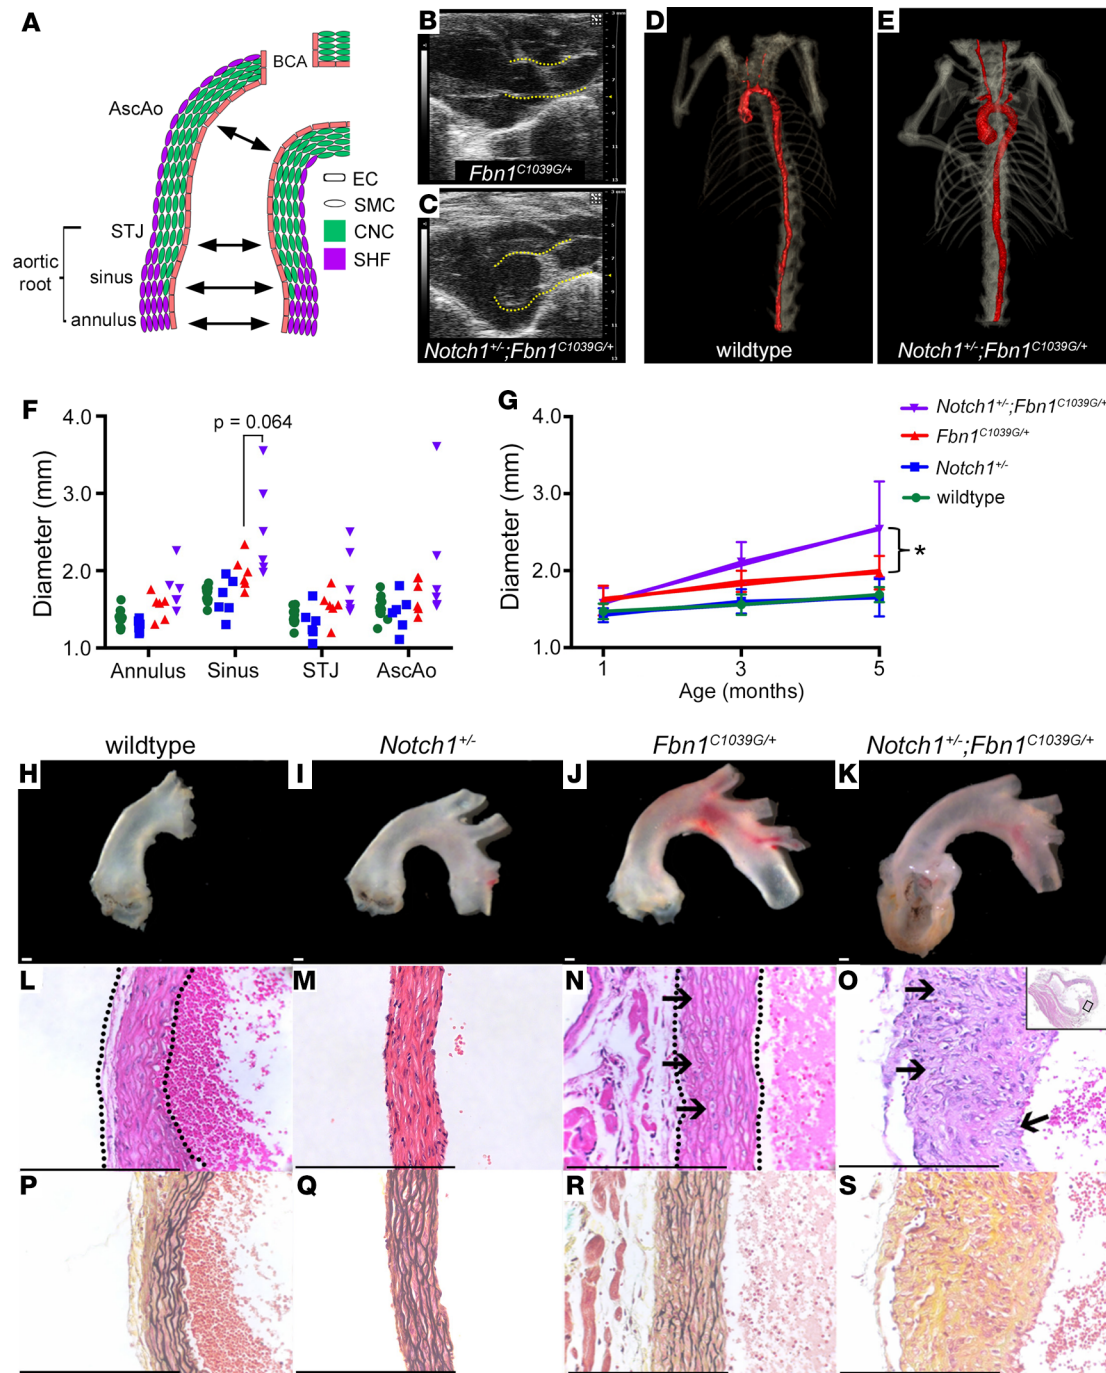 A
BCA
AscAo
EC
SMC
CNC
SHF
STJ
aortic
root
sinus
annulus
B
Fbn1C1039G/+
C
Notch1+/-;Fbn1C1039G/+
D
wildtype
E
Notch1+/-;Fbn1C1039G/+
F
p = 0.064
4.0
3.0
2.0
1.0
Diameter (mm)
Annulus Sinus STJ AscAo
G
4.0
3.0
2.0
1.0
Diameter (mm)
1 3 5
Age (months)
*
Notch1+/-;Fbn1C1039G/+
Fbn1C1039G/+
Notch1+/-
wildtype
wildtype Notch1+/- Fbn1C1039G/+ Notch1+/-;Fbn1C1039G/+
H I J K
L M N O
P Q R S